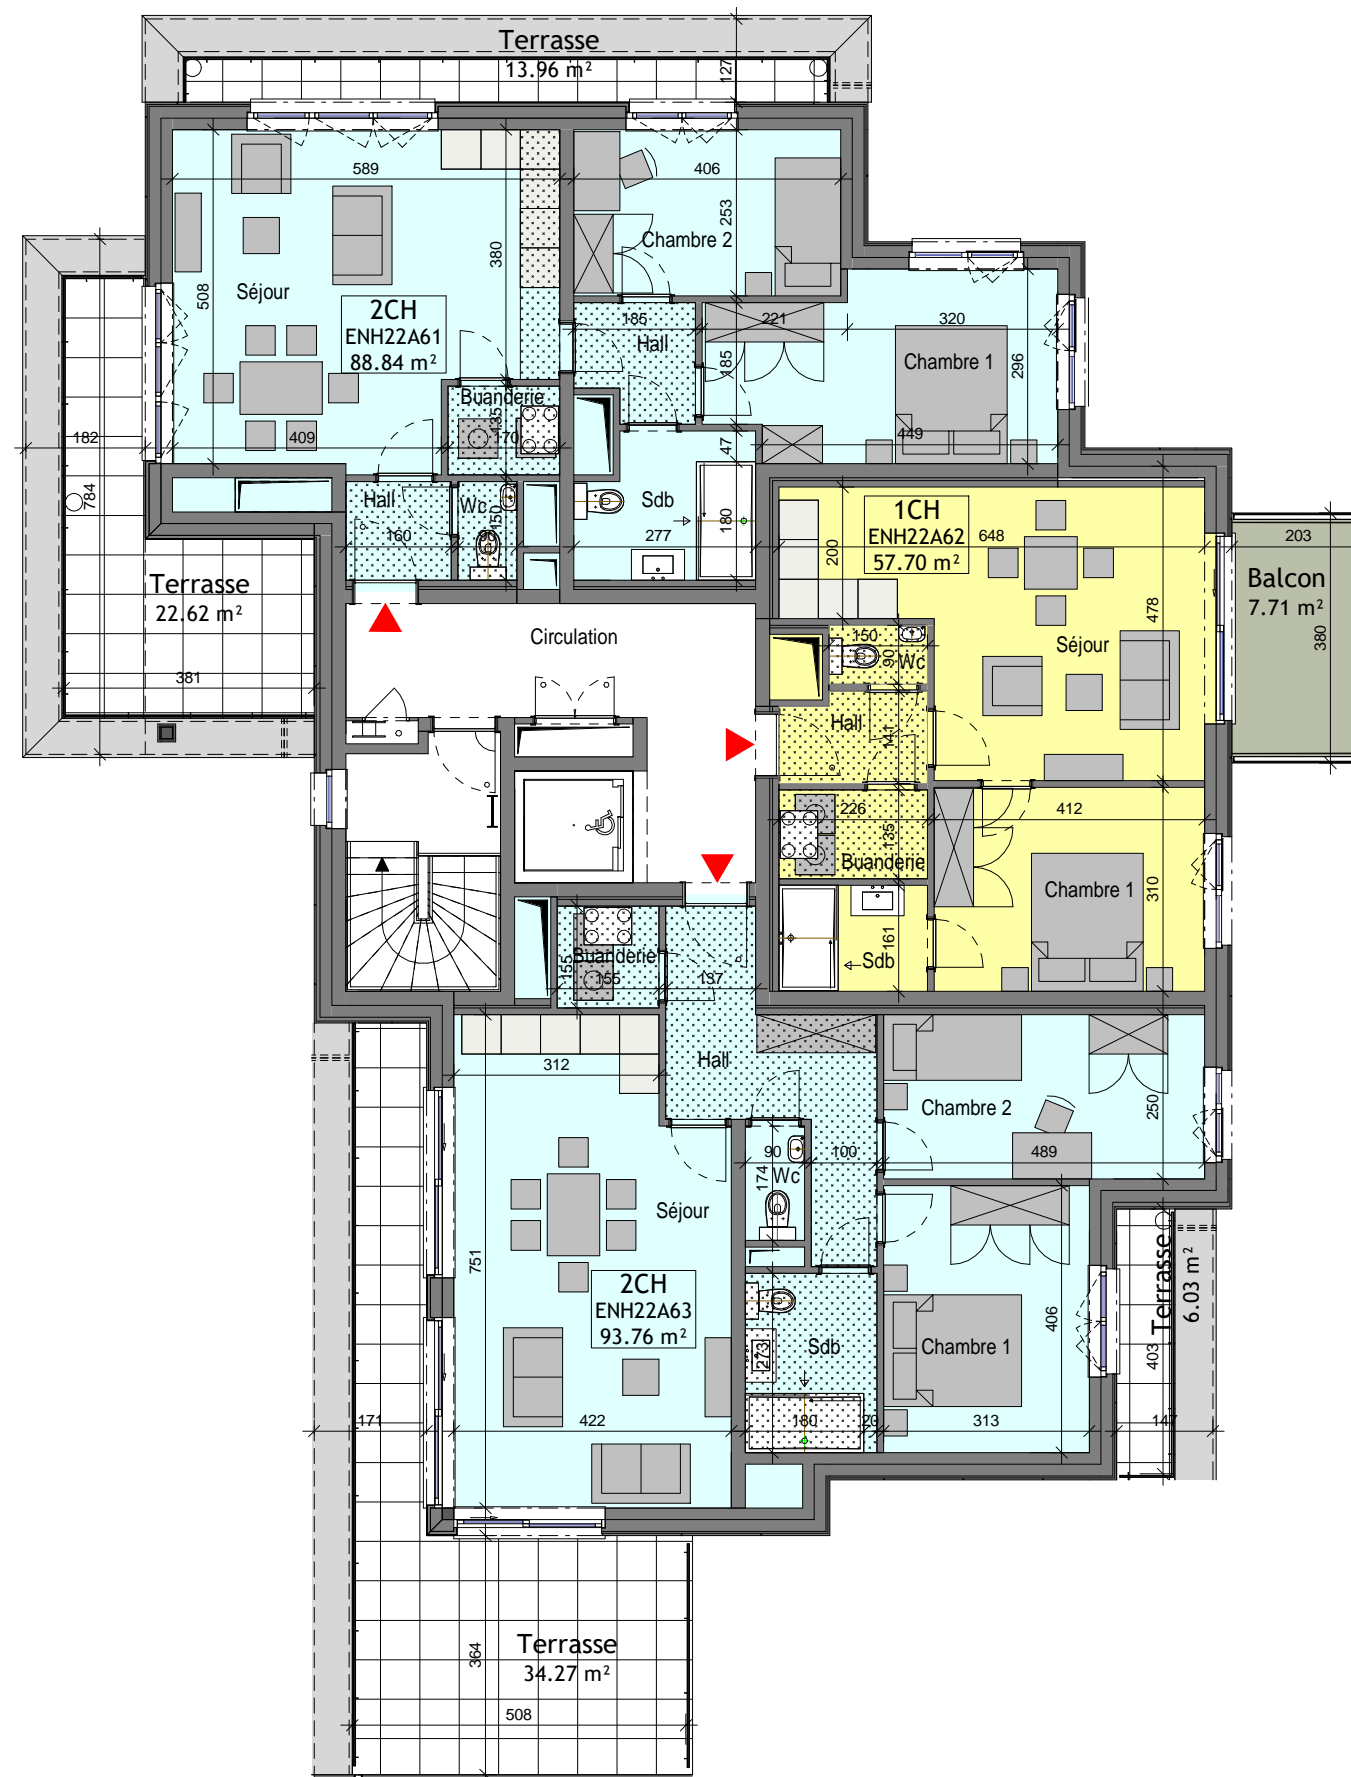 Terrasse
13.96 m²
127
589
406
253
380
508
Chambre 2
Séjour
2CH
ENH22A61
88.84 m²
185
221
320
Hall
Chambre 1
185
296
Buanderie
135
170
182
409
449
47
784
Hall
Wc
150
160
90
Sdb
180
277
1CH
ENH22A62
57.70 m²
200
648
203
Terrasse
22.62 m²
381
Balcon
7.71 m²
380
478
Circulation
150
90
Wc
Séjour
Hall
141
226
412
135
Buanderie
Chambre 1
310
161
Sdb
Buanderie
155
155
137
312
Hall
Chambre 2
250
90
100
489
174
Wc
Séjour
751
2CH
ENH22A63
93.76 m²
Terrasse
6.03 m²
406
403
Sdb
273
Chambre 1
171
422
180
20
313
147
Terrasse
34.27 m²
364
508